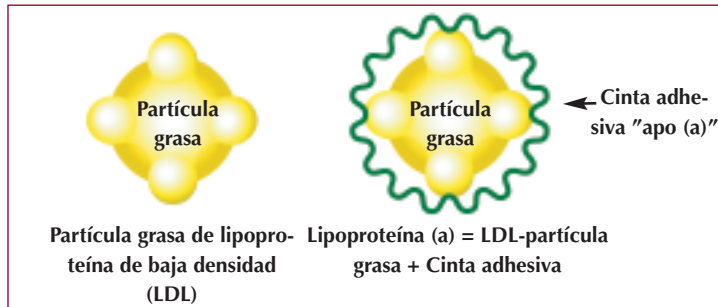 Partícula
grasa
Partícula
grasa
Cinta adhe-
siva "apo (a)"
Partícula grasa de lipopro-
teína de baja densidad
(LDL)
Lipoproteína (a) = LDL-partícula
grasa + Cinta adhesiva